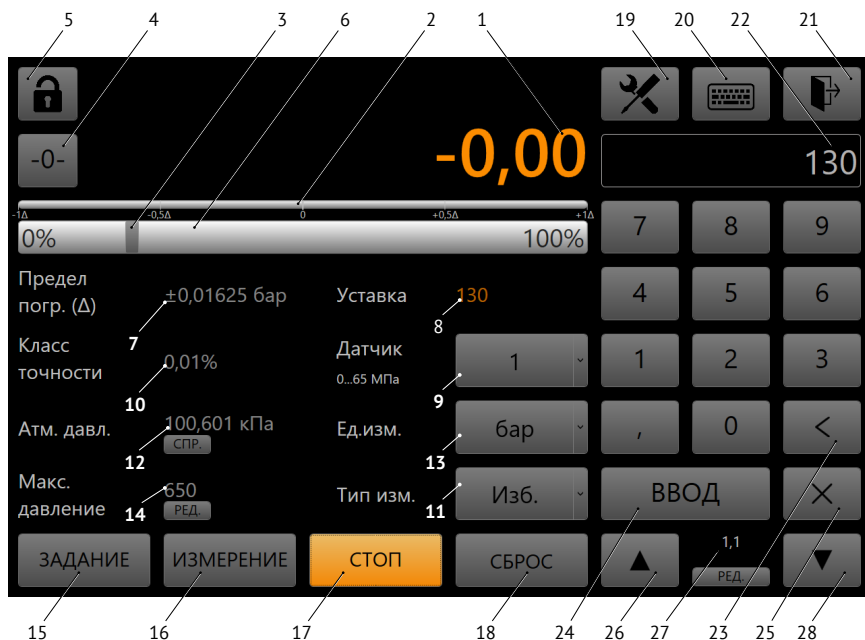 5 4 3 6 2 1 19 20 22 21
-0- -0,00 130
-1Δ -0,5Δ 0 +0,5Δ +1Δ
0% 100% 7 8 9
Предел
погр. (Δ) ±0,01625 бар Уставка 130 4 5 6
7 8
Класс
точности 0,01% Датчик
0...65 МПа 1 1 2 3
10 9
Атм. давл. 100,601 кПа Ед.изм. бар , 0 <
СПР.
12 13
Макс.
давление 650 Тип изм. Изб. ВВОД ×
14 РЕД. 11
ЗАДАНИЕ ИЗМЕРЕНИЕ СТОП СБРОС ▲ 1,1 ▼
РЕД.
15 16 17 18 24 26 27 23 25 28